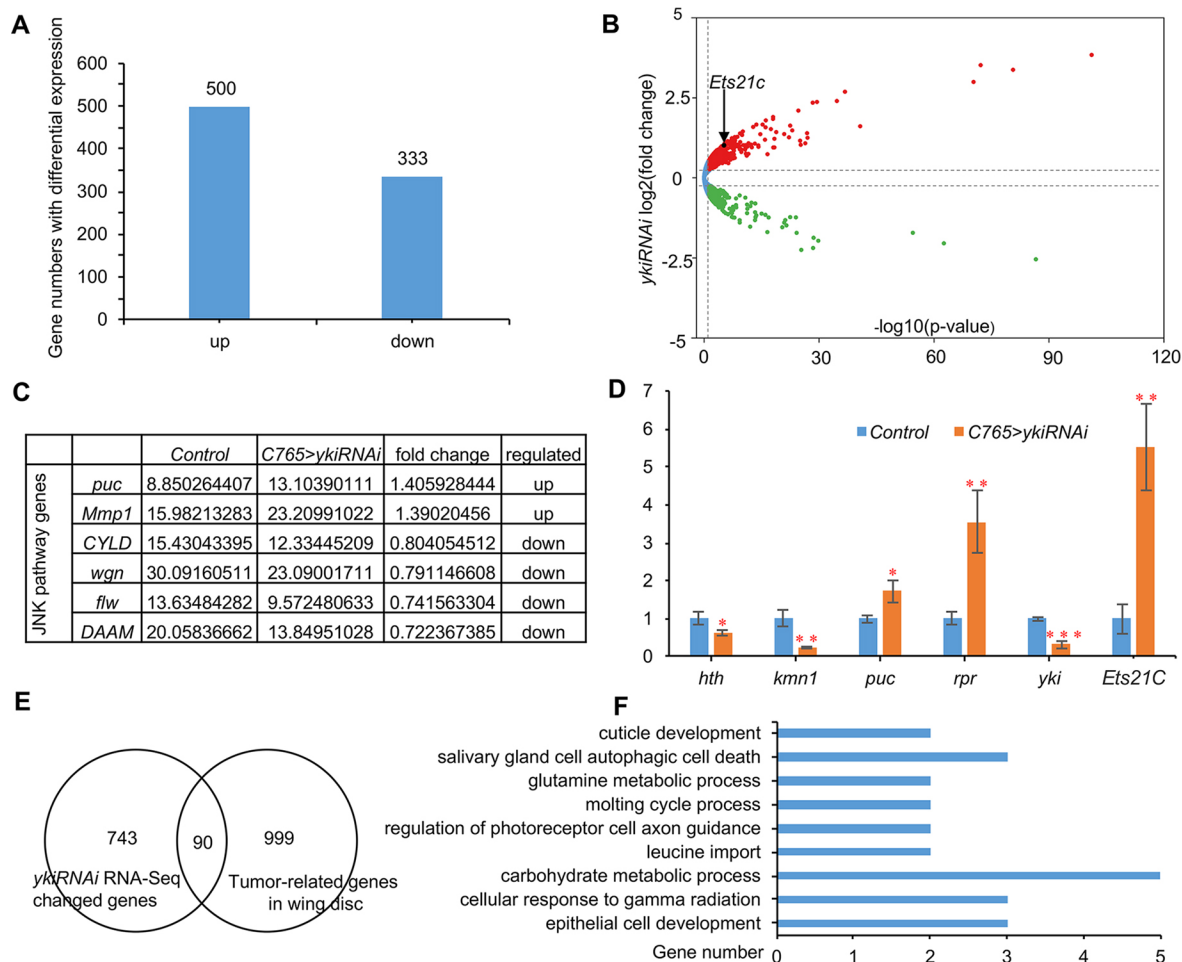 A
Gene numbers with differential expression
600
500
400
300
200
100
0
500
333
up
down
B
ykiRNAi log2(fold change)
5
2.5
0
-2.5
-5
Ets21c
-log10(p-value)
0
30
60
90
120
C
JNK pathway genes
Control C765>ykiRNAi fold change regulated
puc 8.850264407 13.10390111 1.405928444 up
Mmp1 15.98213283 23.20991022 1.39020456 up
CYLD 15.43043395 12.33445209 0.804054512 down
wgn 30.09160511 23.09001711 0.791146608 down
flw 13.63484282 9.572480633 0.741563304 down
DAAM 20.05836662 13.84951028 0.722367385 down
D
7
6
5
4
3
2
1
0
Control C765>ykiRNAi
*
* *
*
* *
* * *
* *
hth kmn1 puc rpr yki Ets21C
E
743
90
999
ykiRNAi RNA-Seq
changed genes
Tumor-related genes
in wing disc
F
cuticle development
salivary gland cell autophagic cell death
glutamine metabolic process
molting cycle process
regulation of photoreceptor cell axon guidance
leucine import
carbohydrate metabolic process
cellular response to gamma radiation
epithelial cell development
Gene number
0 1 2 3 4 5